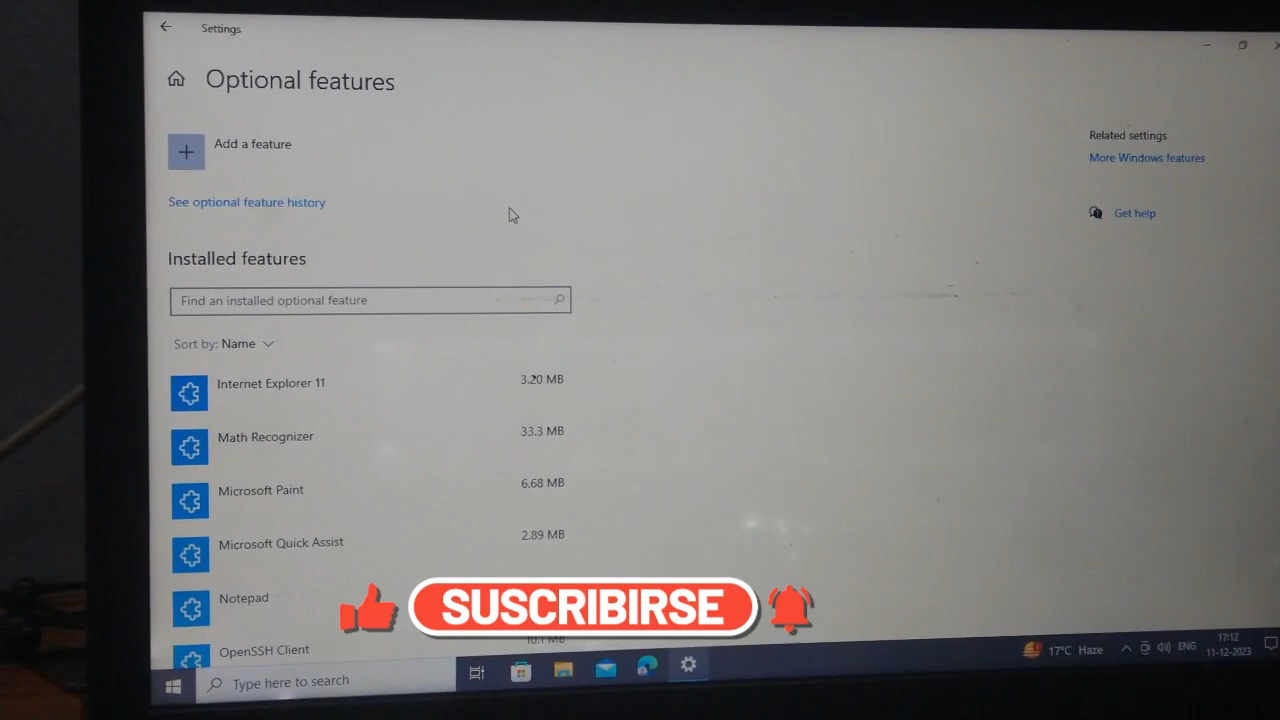 Settings
Optional features
Add a feature
See optional feature history
Installed features
Find an installed optional feature
Sort by: Name
Internet Explorer 11 3.20 MB
Math Recognizer 33.3 MB
Microsoft Paint 6.68 MB
Microsoft Quick Assist 2.89 MB
Notepad
OpenSSH Client 10.1 MB
Related settings
More Windows features
Get help
SUSCRIBIRSE
Type here to search
17°C Haze
ENG
17:12
11-12-2023